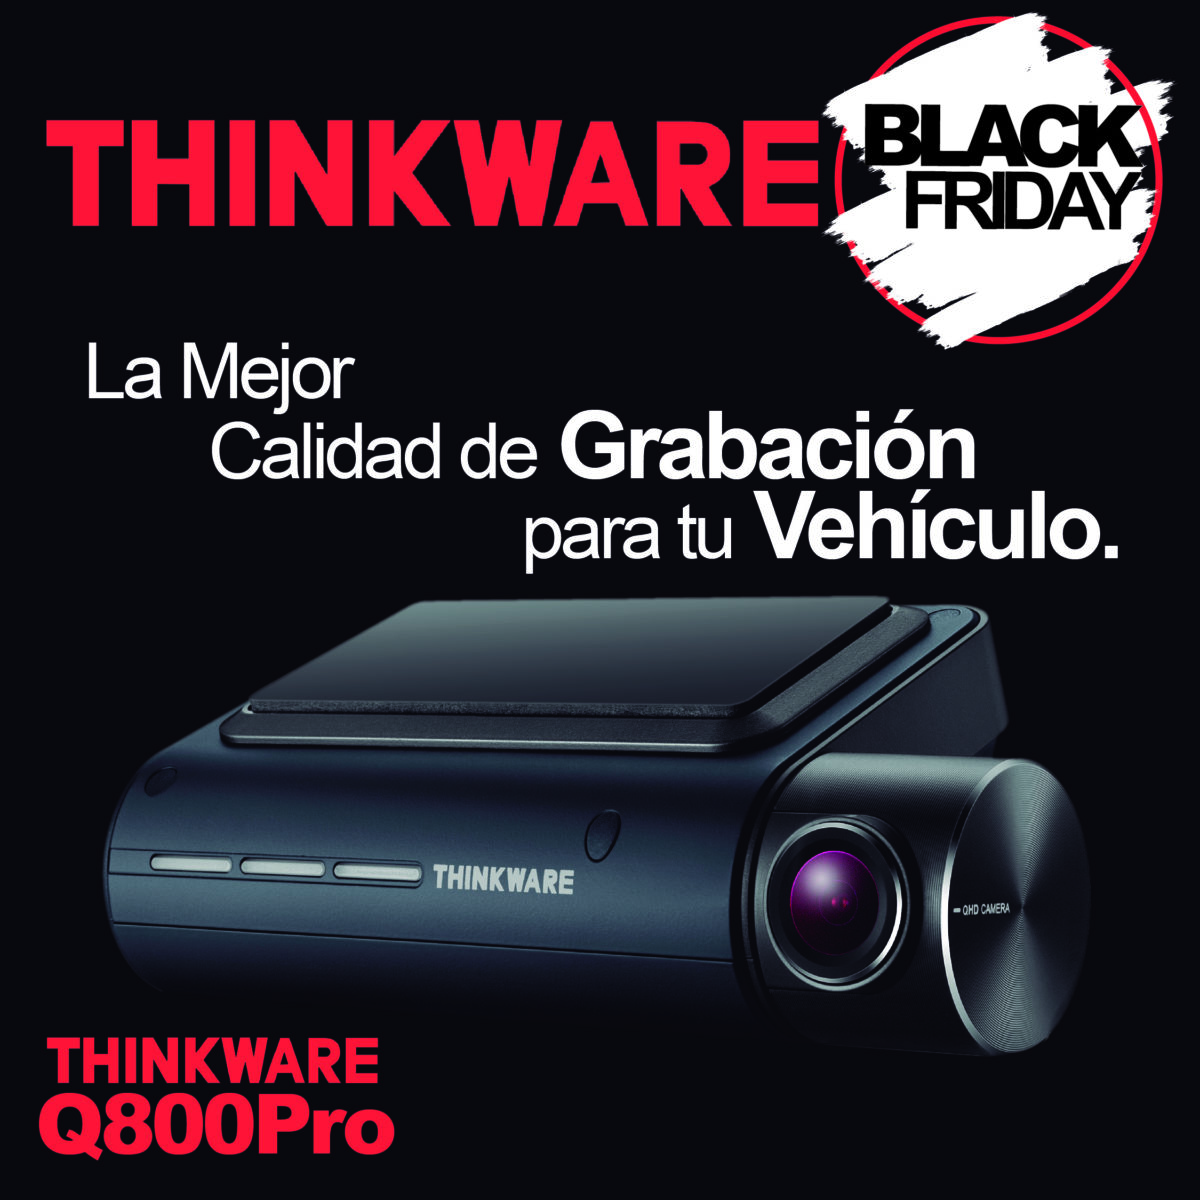 THINKWARE
BLACK
FRIDAY
La Mejor
Calidad de Grabación
para tu Vehículo.
THINKWARE
QHD CAMERA
THINKWARE
Q800Pro